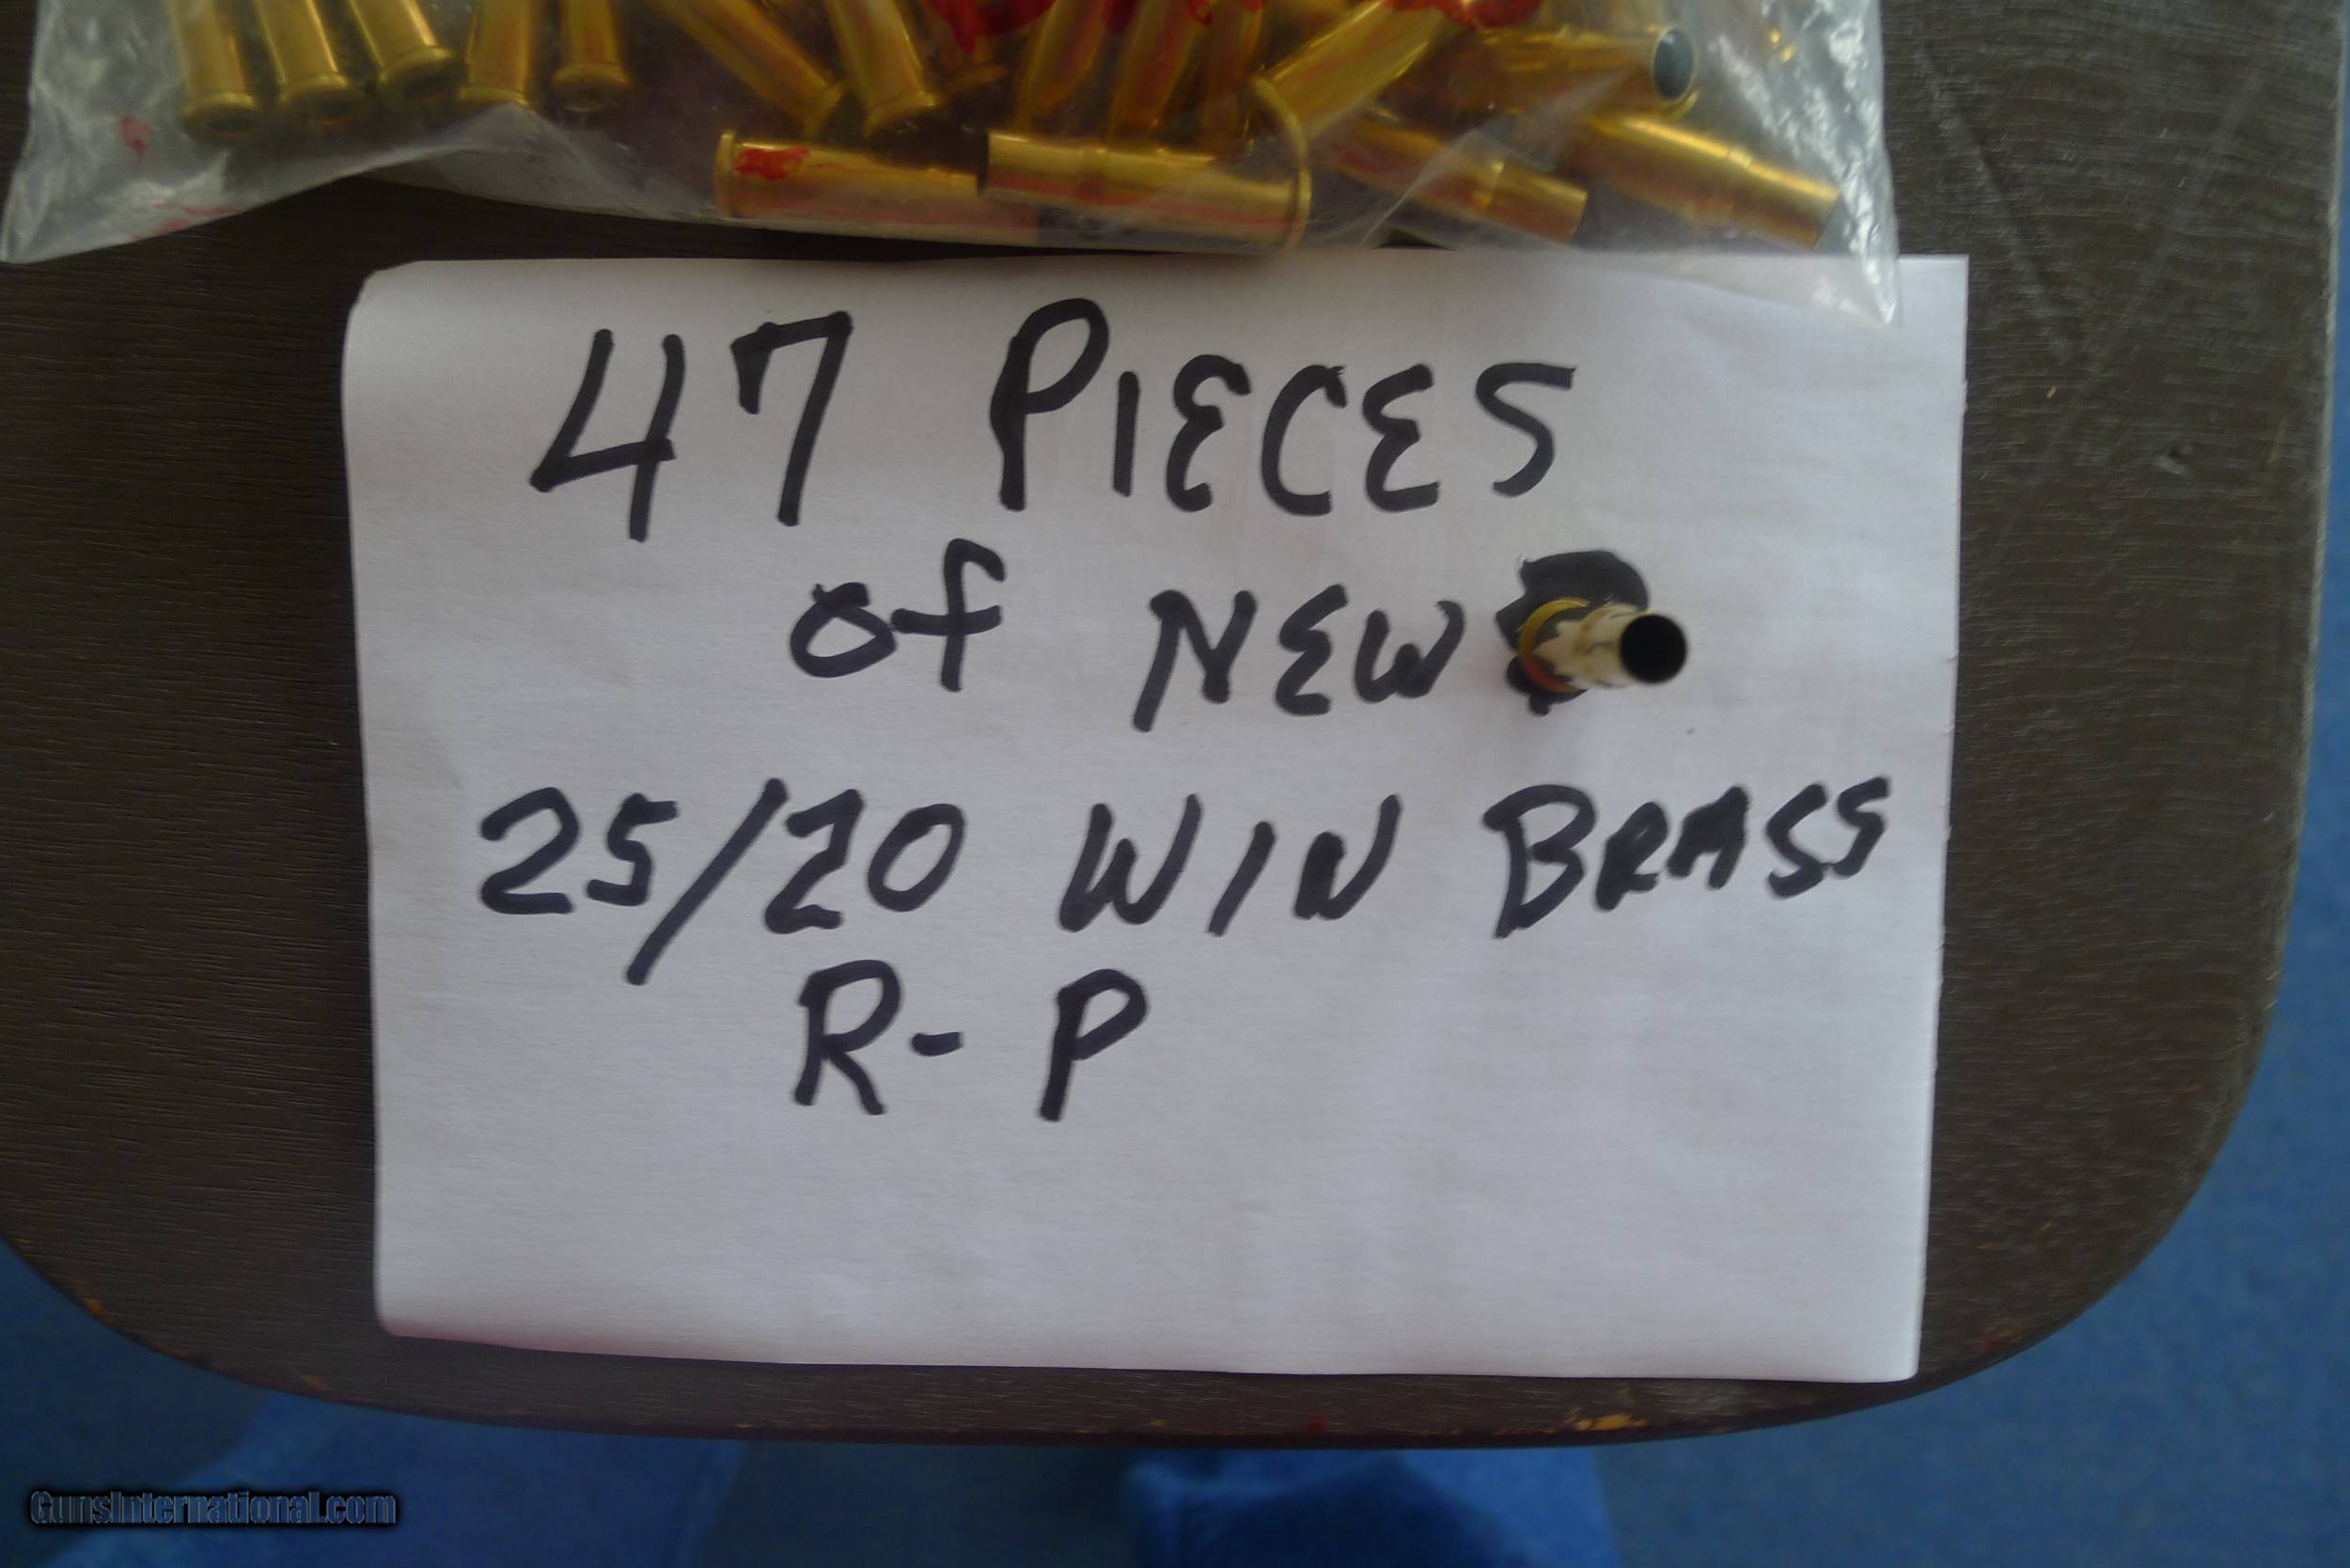 47 PIECES
of NEW
25/20 WIN BRASS
R-P
GunsInternational.com